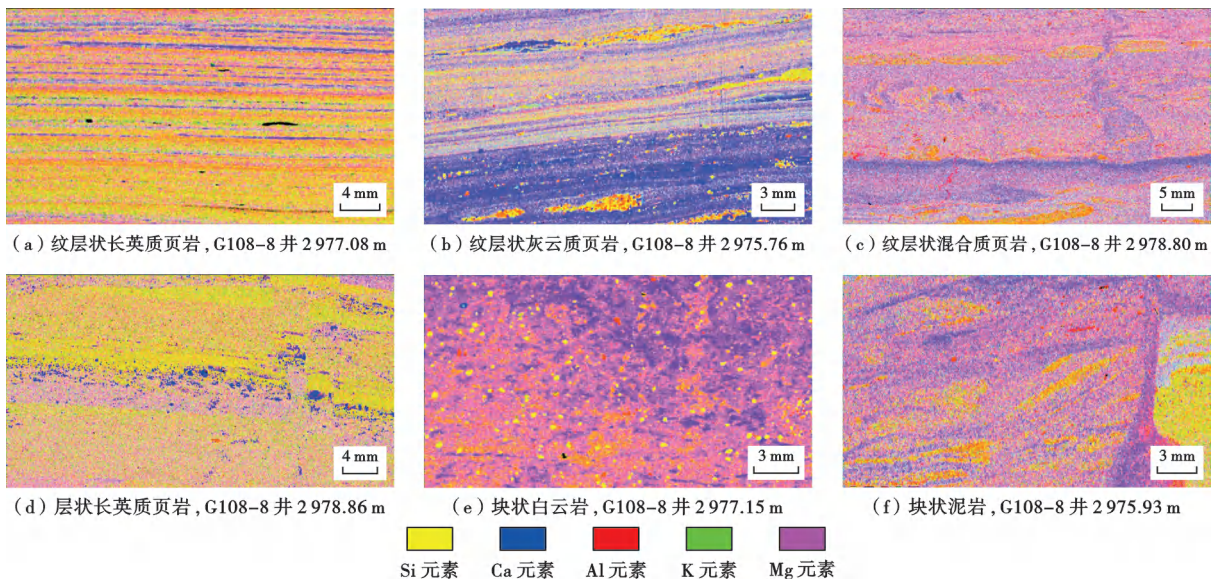 4 mm
3 mm
5 mm
(a)纹层状长英质页岩,G108-8井2 977.08 m
(b)纹层状灰云质页岩,G108-8井2 975.76 m
(c)纹层状混合质页岩,G108-8井2 978.80 m
4 mm
3 mm
3 mm
(d)层状长英质页岩,G108-8井2 978.86 m
(e)块状白云岩,G108-8井2 977.15 m
(f)块状泥岩,G108-8井2 975.93 m
Si 元素
Ca 元素
Al 元素
K 元素
Mg 元素